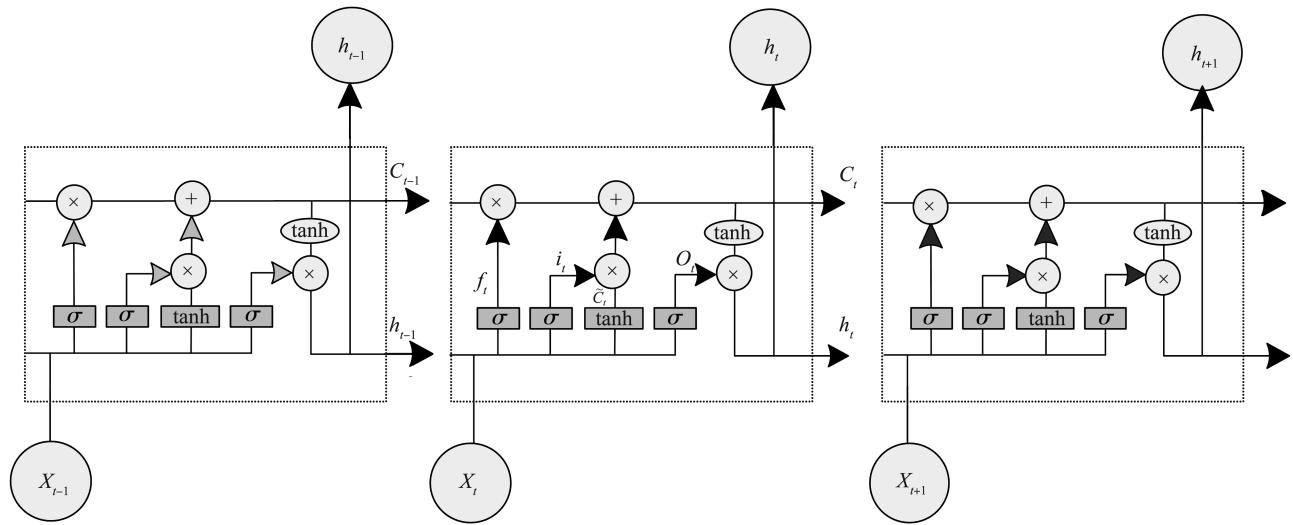 h_{t-1} h_t h_{t+1}
C_{t-1} C_t
× + × + × +
tanh tanh tanh
× × i_t × O_t × × ×
f_t C̃_t
σ σ tanh σ σ σ tanh σ σ σ tanh σ
h_{t-1} h_t
X_{t-1} X_t X_{t+1}